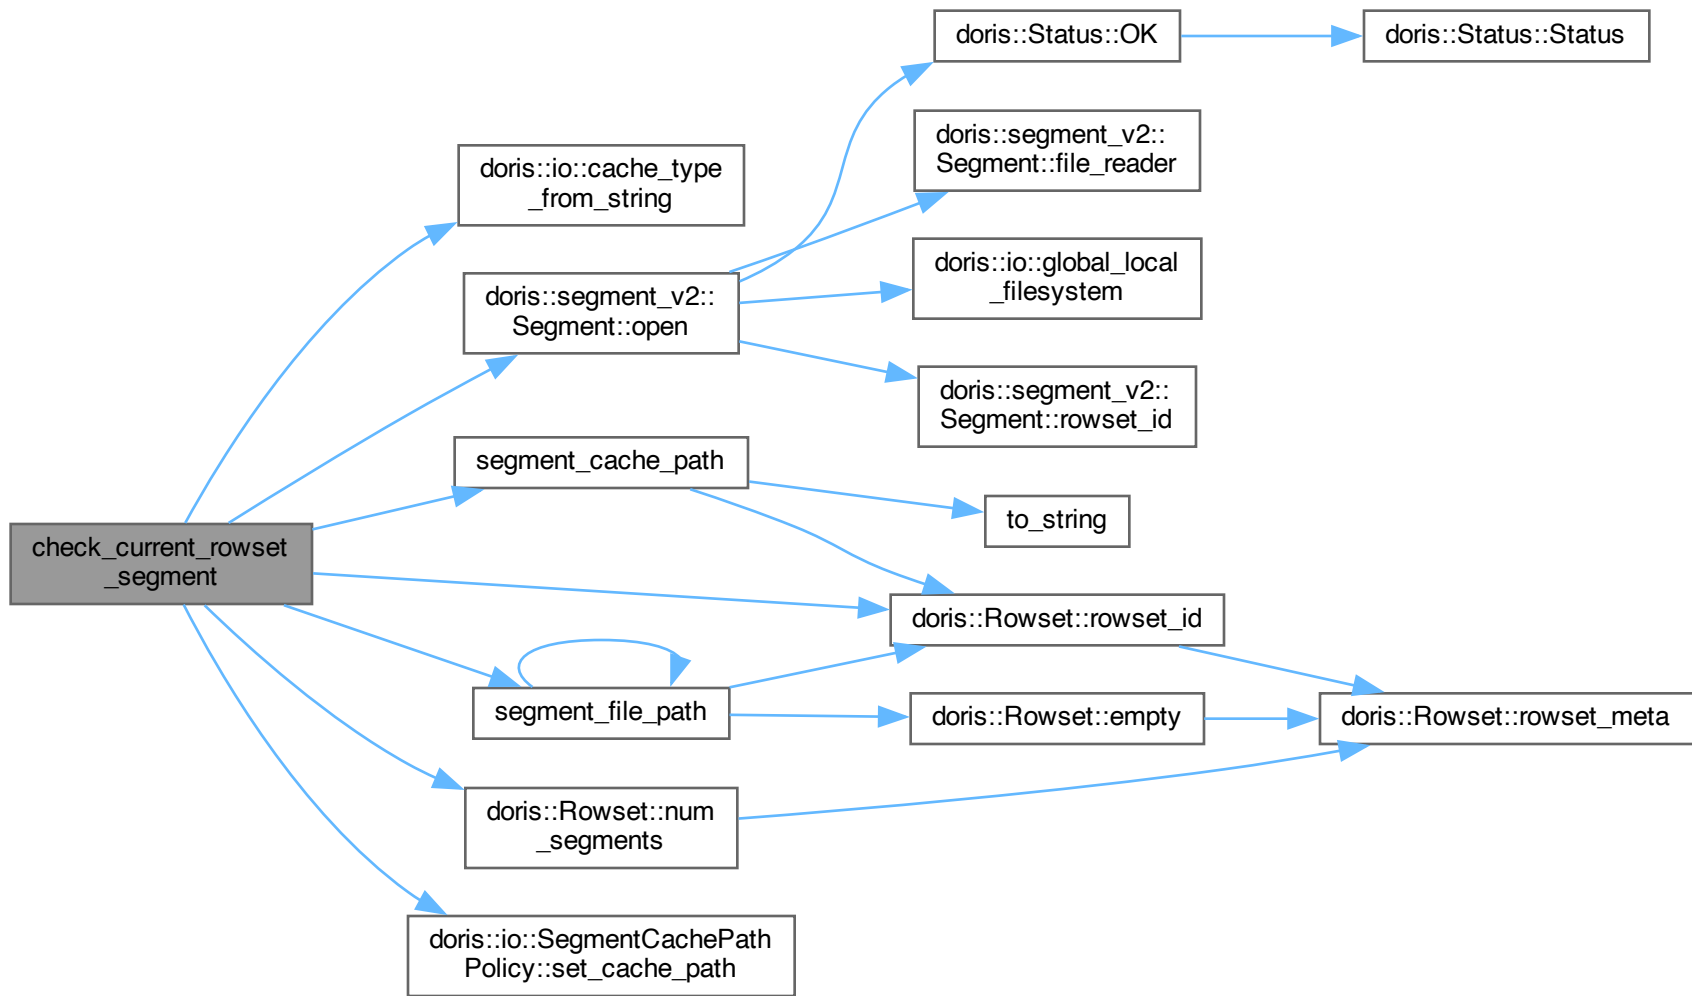 doris::Status::OK
doris::Status::Status
doris::segment_v2::
Segment::file_reader
doris::io::cache_type
_from_string
doris::io::global_local
_filesystem
doris::segment_v2::
Segment::open
doris::segment_v2::
Segment::rowset_id
segment_cache_path
to_string
check_current_rowset
_segment
doris::Rowset::rowset_id
segment_file_path
doris::Rowset::empty
doris::Rowset::rowset_meta
doris::Rowset::num
_segments
doris::io::SegmentCachePath
Policy::set_cache_path